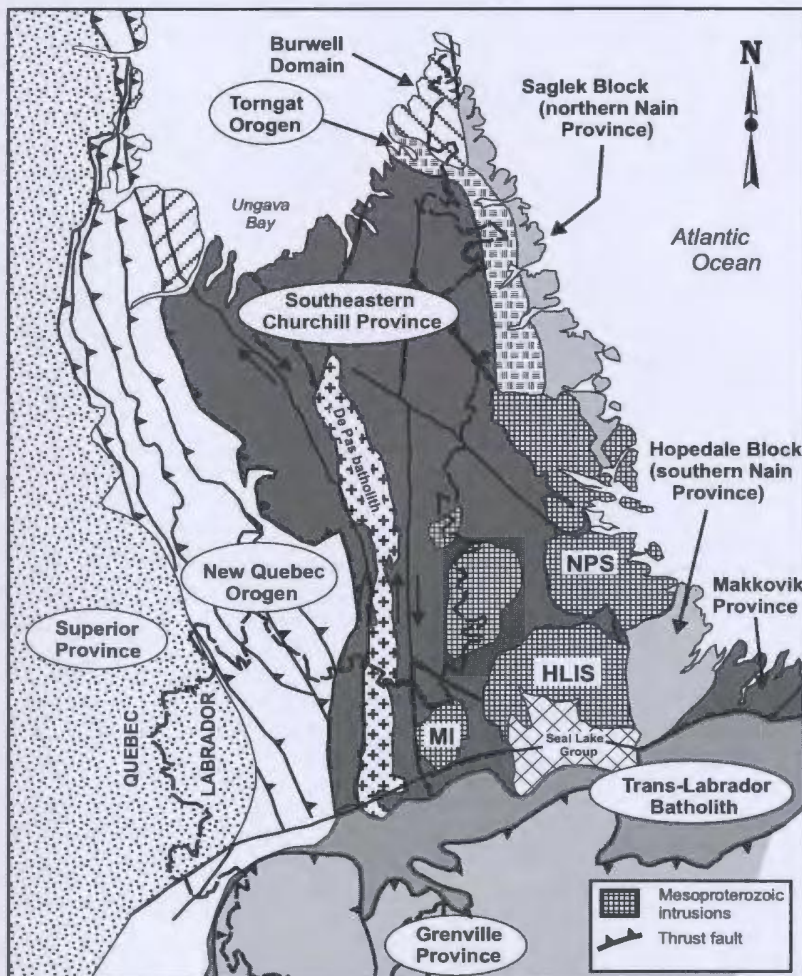 Burwell
Domain
N
Torngat
Orogen
Saglek Block
(northern Nain
Province)
Ungava
Bay
Atlantic
Ocean
Southeastern
Churchill Province
De Pas batholith
Hopedale Block
(southern Nain
Province)
NPS
New Quebec
Orogen
Makkovik
Province
Superior
Province
HLIS
QUEBEC
LABRADOR
MI
Seal Lake
Group
Trans-Labrador
Batholith
Mesoproterozoic
intrusions
Thrust fault
Grenville
Province